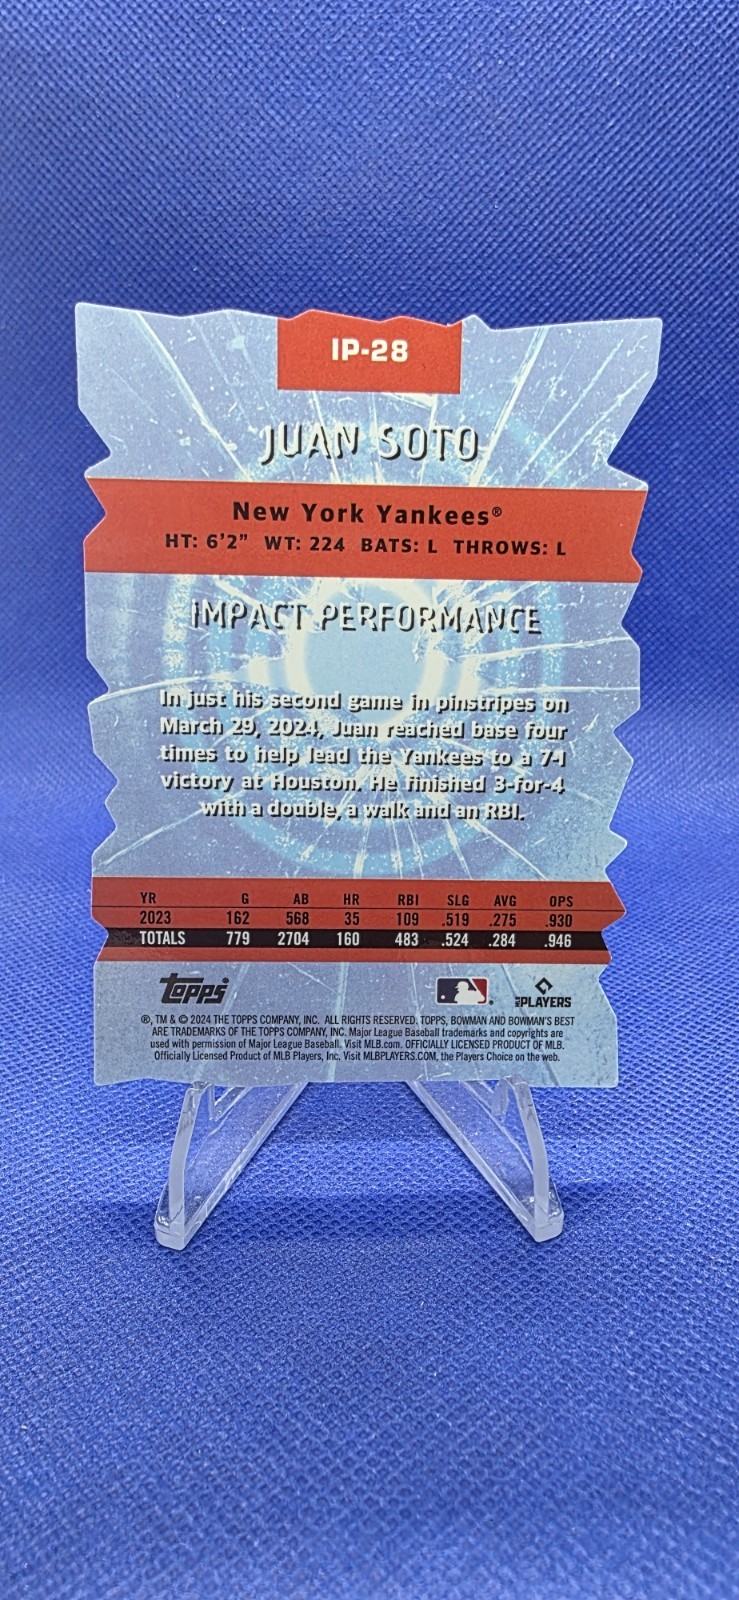 IP-28
JUAN SOTO
New York Yankees®
HT: 6'2" WT: 224 BATS: L THROWS: L
IMPACT PERFORMANCE
In just his second game in pinstripes on
March 29, 2024, Juan reached base four
times to help lead the Yankees to a 7-1
victory at Houston. He finished 3-for-4
with a double, a walk and an RBI.
YR G AB HR RBI SLG AVG OPS
2023 162 568 35 109 .519 .275 .930
TOTALS 779 2704 160 483 .524 .284 .946
Topps
MLB PLAYERS
®, TM & © 2024 THE TOPPS COMPANY, INC. ALL RIGHTS RESERVED. TOPPS, BOWMAN AND BOWMAN'S BEST
ARE TRADEMARKS OF THE TOPPS COMPANY, INC. Major League Baseball trademarks and copyrights are
used with permission of Major League Baseball. Visit MLB.com. OFFICIALLY LICENSED PRODUCT OF MLB.
Officially Licensed Product of MLB Players, Inc. Visit MLBPLAYERS.COM, the Players Choice on the web.